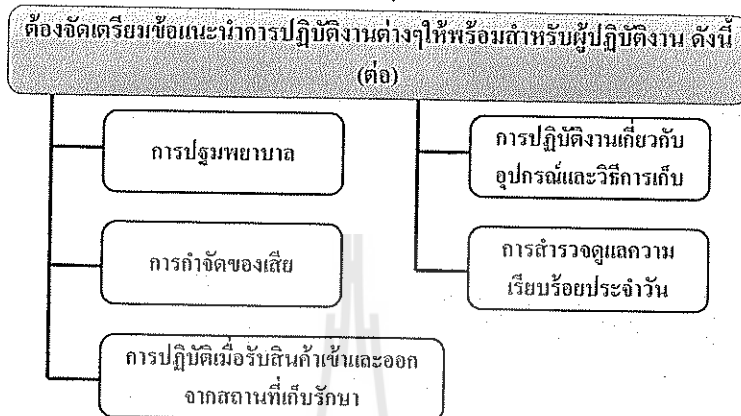 ต้องจัดเตรียมข้อแนะนำการปฏิบัติงานต่างๆให้พร้อมสำหรับผู้ปฏิบัติงาน ดังนี้
(ต่อ)
การปฐมพยาบาล
การกำจัดของเสีย
การปฏิบัติเมื่อรับสินค้าเข้าและออก
จากสถานที่เก็บรักษา
การปฏิบัติงานเกี่ยวกับ
อุปกรณ์และวิธีการเก็บ
การสำรวจดูแลความ
เรียบร้อยประจำวัน